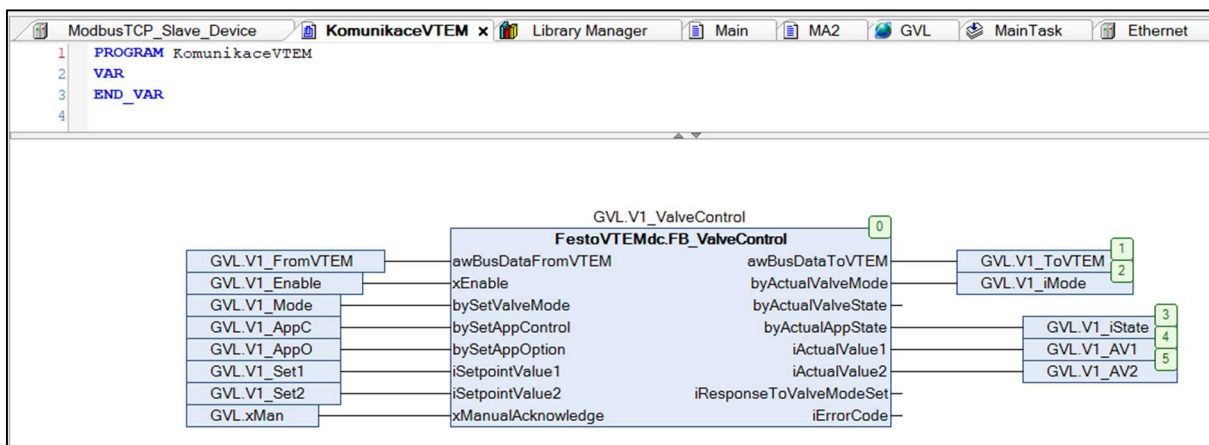 ModbusTCP_Slave_Device KomunikaceVTEM x Library Manager Main MA2 GVL MainTask Ethernet
1 PROGRAM KomunikaceVTEM
2 VAR
3 END_VAR
4
GVL.V1_ValveControl
0
FestoVTEMdc.FB_ValveControl
GVL.V1_FromVTEM awBusDataFromVTEM awBusDataToVTEM GVL.V1_ToVTEM 1
GVL.V1_Enable xEnable byActualValveMode GVL.V1_iMode 2
GVL.V1_Mode bySetValveMode byActualValveState
GVL.V1_AppC bySetAppControl byActualAppState GVL.V1_iState 3
GVL.V1_AppO bySetAppOption iActualValue1 GVL.V1_AV1 4
GVL.V1_Set1 iSetpointValue1 iActualValue2 GVL.V1_AV2 5
GVL.V1_Set2 iSetpointValue2 iResponseToValveModeSet
GVL.xMan xManualAcknowledge iErrorCode